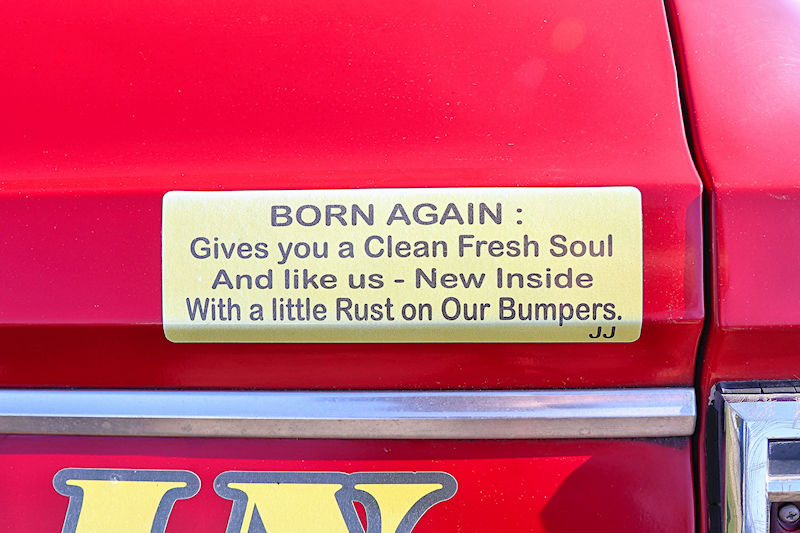 BORN AGAIN :
Gives you a Clean Fresh Soul
And like us - New Inside
With a little Rust on Our Bumpers.
JJ